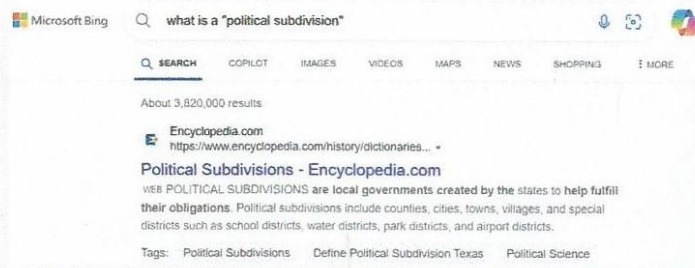 Microsoft Bing what is a "political subdivision"
SEARCH COPILOT IMAGES VIDEOS MAPS NEWS SHOPPING MORE
About 3,820,000 results
Encyclopedia.com
https://www.encyclopedia.com/history/dictionaries...
Political Subdivisions - Encyclopedia.com
WEB POLITICAL SUBDIVISIONS are local governments created by the states to help fulfill
their obligations. Political subdivisions include counties, cities, towns, villages, and special
districts such as school districts, water districts, park districts, and airport districts.
Tags: Political Subdivisions Define Political Subdivision Texas Political Science